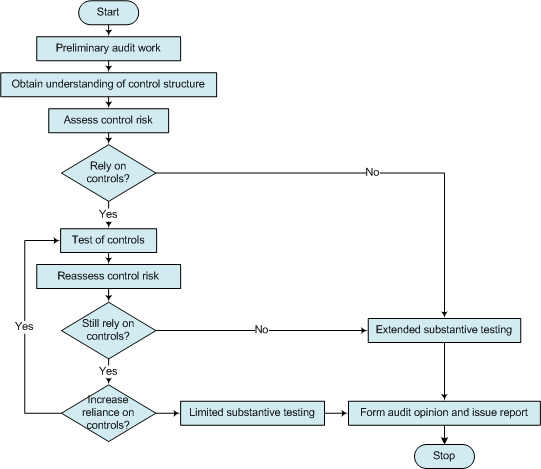 Start
Preliminary audit work
Obtain understanding of control structure
Assess control risk
Rely on
controls?
No
Yes
Test of controls
Reassess control risk
Yes
Still rely on
controls?
No
Extended substantive testing
Yes
Increase
reliance on
controls?
Limited substantive testing
Form audit opinion and issue report
Stop